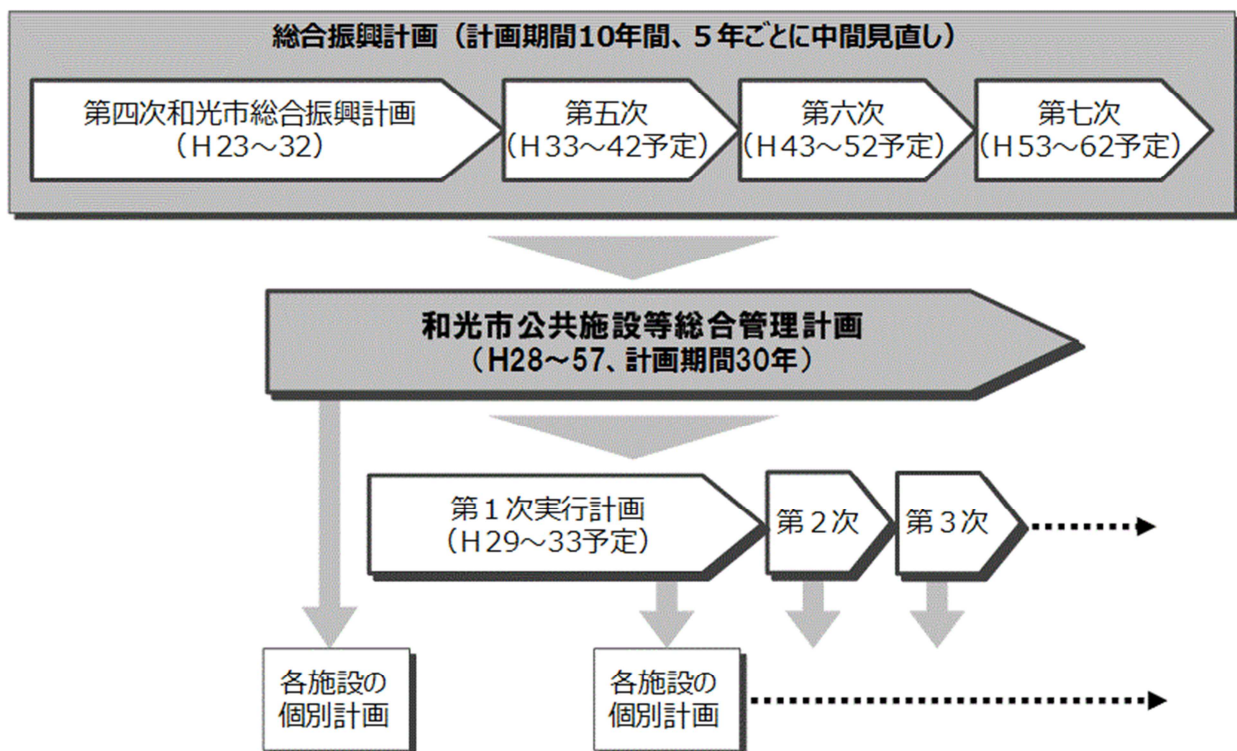 総合振興計画（計画期間10年間、５年ごとに中間見直し）
第四次和光市総合振興計画
（Ｈ23～32）
第五次
（Ｈ33～42予定）
第六次
（Ｈ43～52予定）
第七次
（Ｈ53～62予定）
和光市公共施設等総合管理計画
（Ｈ28～57、計画期間30年）
第１次実行計画
（Ｈ29～33予定）
第２次
第３次
各施設の
個別計画
各施設の
個別計画